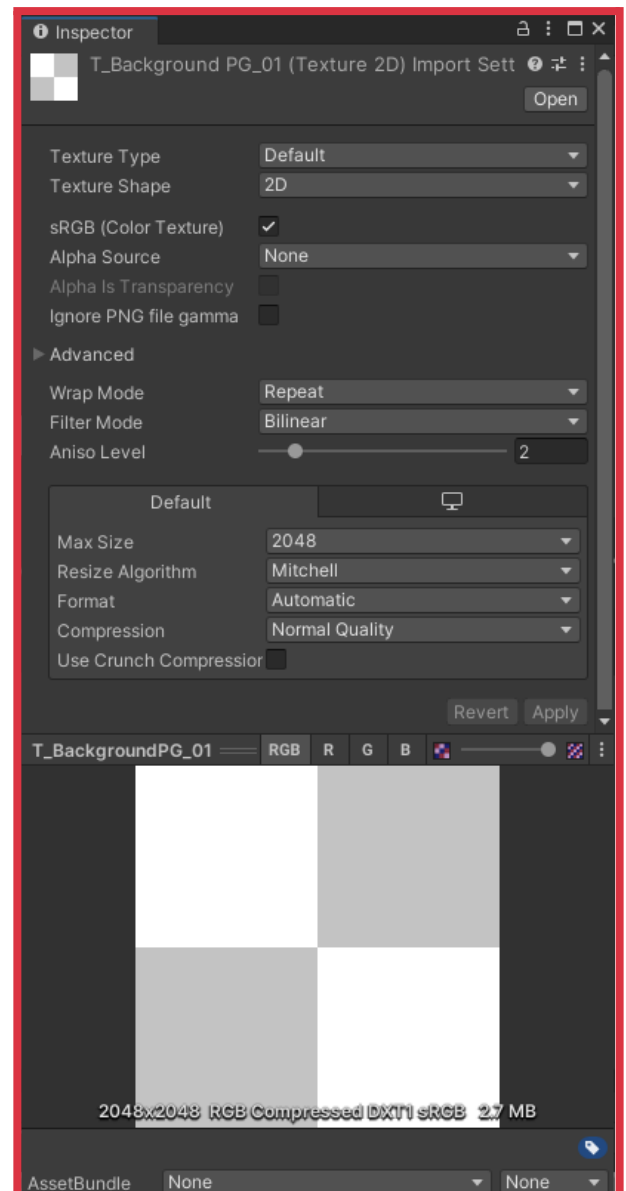 Inspector
T_Background PG_01 (Texture 2D) Import Sett
Open
Texture Type Default
Texture Shape 2D
sRGB (Color Texture)
Alpha Source None
Alpha Is Transparency
Ignore PNG file gamma
Advanced
Wrap Mode Repeat
Filter Mode Bilinear
Aniso Level 2
Default
Max Size 2048
Resize Algorithm Mitchell
Format Automatic
Compression Normal Quality
Use Crunch Compressior
Revert Apply
T_BackgroundPG_01 RGB R G B
2048x2048 RGB Compressed DXT1 sRGB 2.7 MB
AssetBundle None None